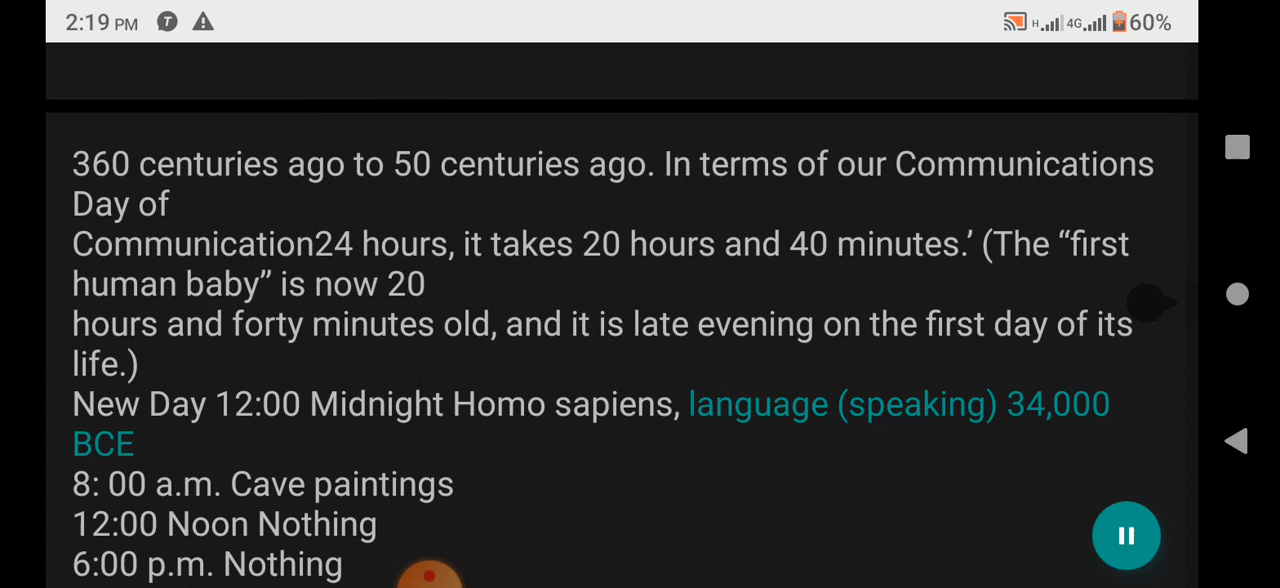 2:19 PM
H 4G 60%
360 centuries ago to 50 centuries ago. In terms of our Communications
Day of
Communication24 hours, it takes 20 hours and 40 minutes.’ (The “first
human baby” is now 20
hours and forty minutes old, and it is late evening on the first day of its
life.)
New Day 12:00 Midnight Homo sapiens, language (speaking) 34,000
BCE
8: 00 a.m. Cave paintings
12:00 Noon Nothing
6:00 p.m. Nothing